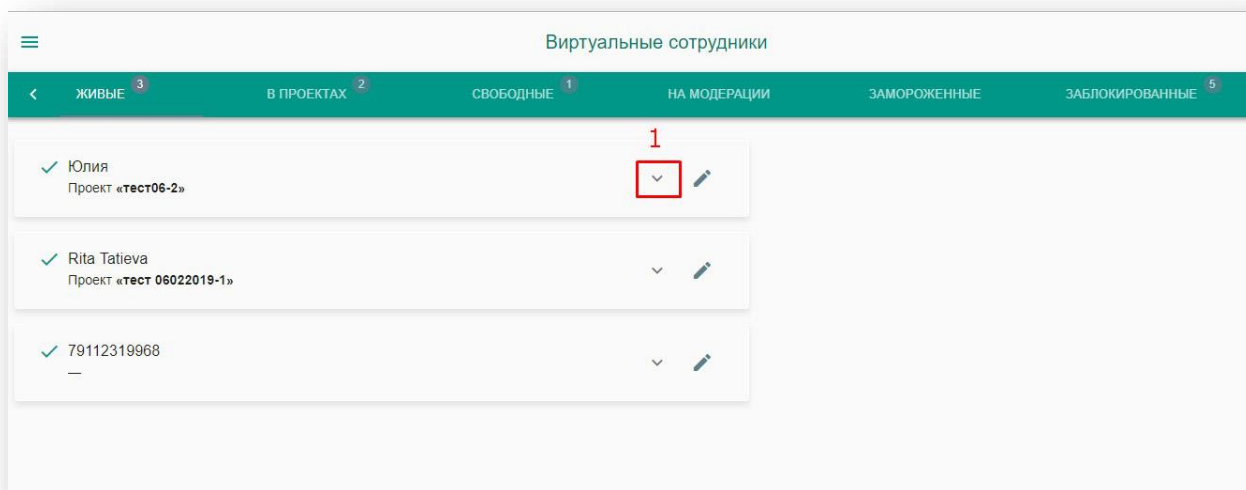 Виртуальные сотрудники
ЖИВЫЕ 3 В ПРОЕКТАХ 2 СВОБОДНЫЕ 1 НА МОДЕРАЦИИ ЗАМОРОЖЕННЫЕ ЗАБЛОКИРОВАННЫЕ 5
1
Юлия
Проект «тест06-2»
Rita Tatieva
Проект «тест 06022019-1»
79112319968
—